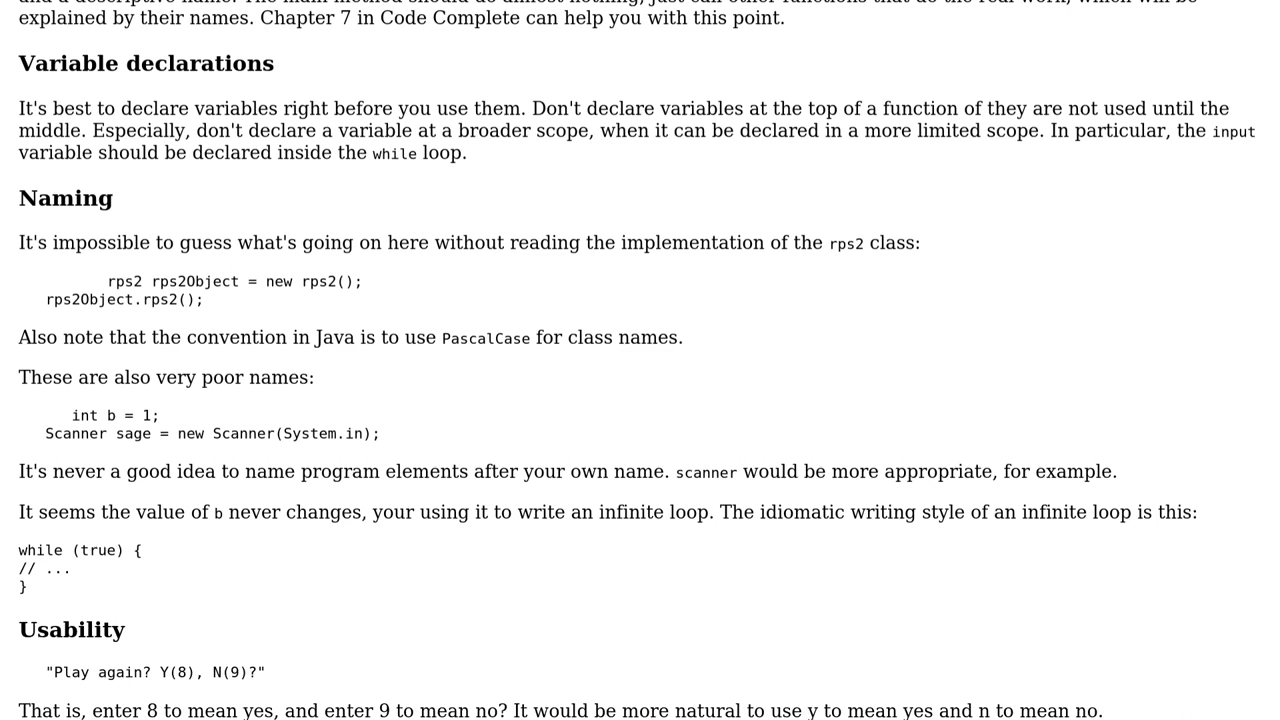 explained by their names. Chapter 7 in Code Complete can help you with this point.
Variable declarations
It's best to declare variables right before you use them. Don't declare variables at the top of a function of they are not used until the
middle. Especially, don't declare a variable at a broader scope, when it can be declared in a more limited scope. In particular, the input
variable should be declared inside the while loop.
Naming
It's impossible to guess what's going on here without reading the implementation of the rps2 class:
rps2 rps2Object = new rps2();
rps2Object.rps2();
Also note that the convention in Java is to use PascalCase for class names.
These are also very poor names:
int b = 1;
Scanner sage = new Scanner(System.in);
It's never a good idea to name program elements after your own name. scanner would be more appropriate, for example.
It seems the value of b never changes, your using it to write an infinite loop. The idiomatic writing style of an infinite loop is this:
while (true) {
// ...
}
Usability
"Play again? Y(8), N(9)?"
That is, enter 8 to mean yes, and enter 9 to mean no? It would be more natural to use y to mean yes and n to mean no.